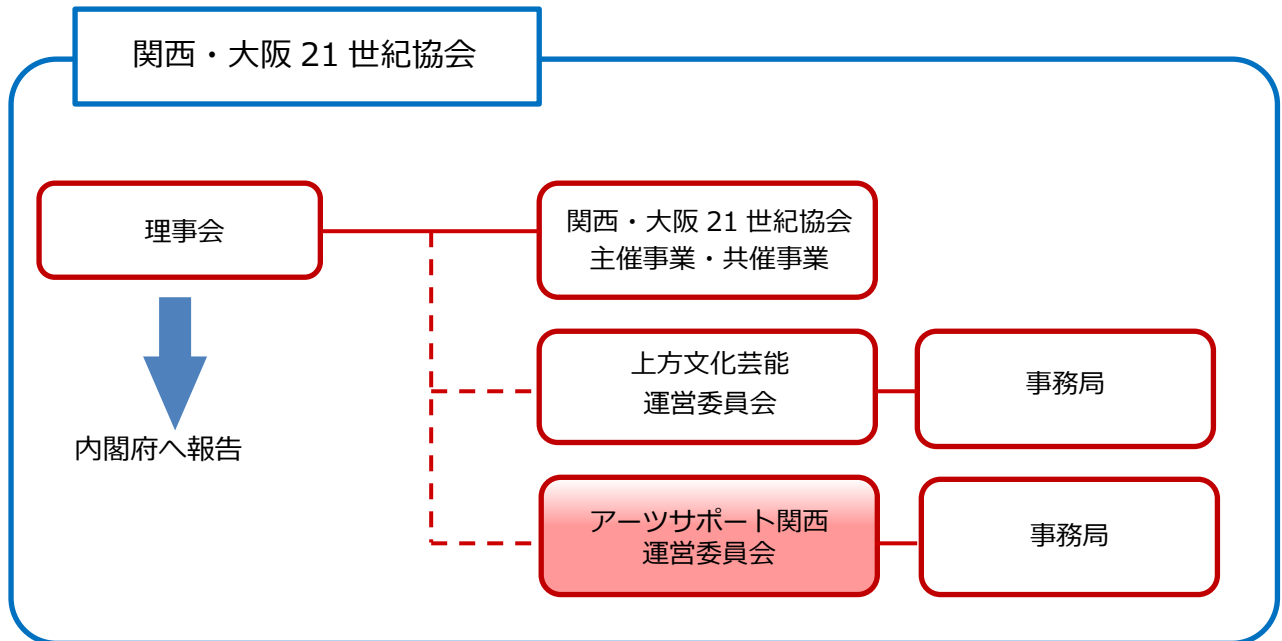 関西・大阪 21 世紀協会
理事会
関西・大阪 21 世紀協会
主催事業・共催事業
上方文化芸能
運営委員会
事務局
内閣府へ報告
アーツサポート関西
運営委員会
事務局